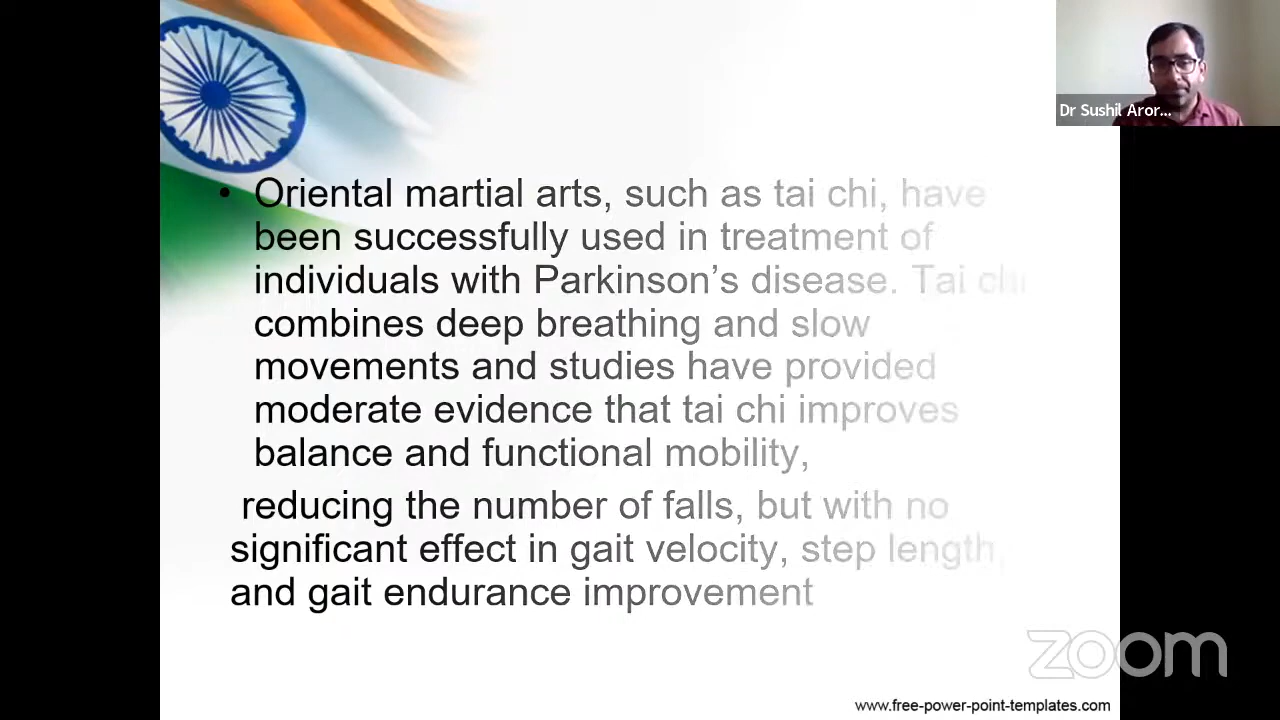 Dr Sushil Aror...
• Oriental martial arts, such as tai chi, have
been successfully used in treatment of
individuals with Parkinson’s disease. Tai chi
combines deep breathing and slow
movements and studies have provided
moderate evidence that tai chi improves
balance and functional mobility,
reducing the number of falls, but with no
significant effect in gait velocity, step length,
and gait endurance improvement
zoom
www.free-power-point-templates.com